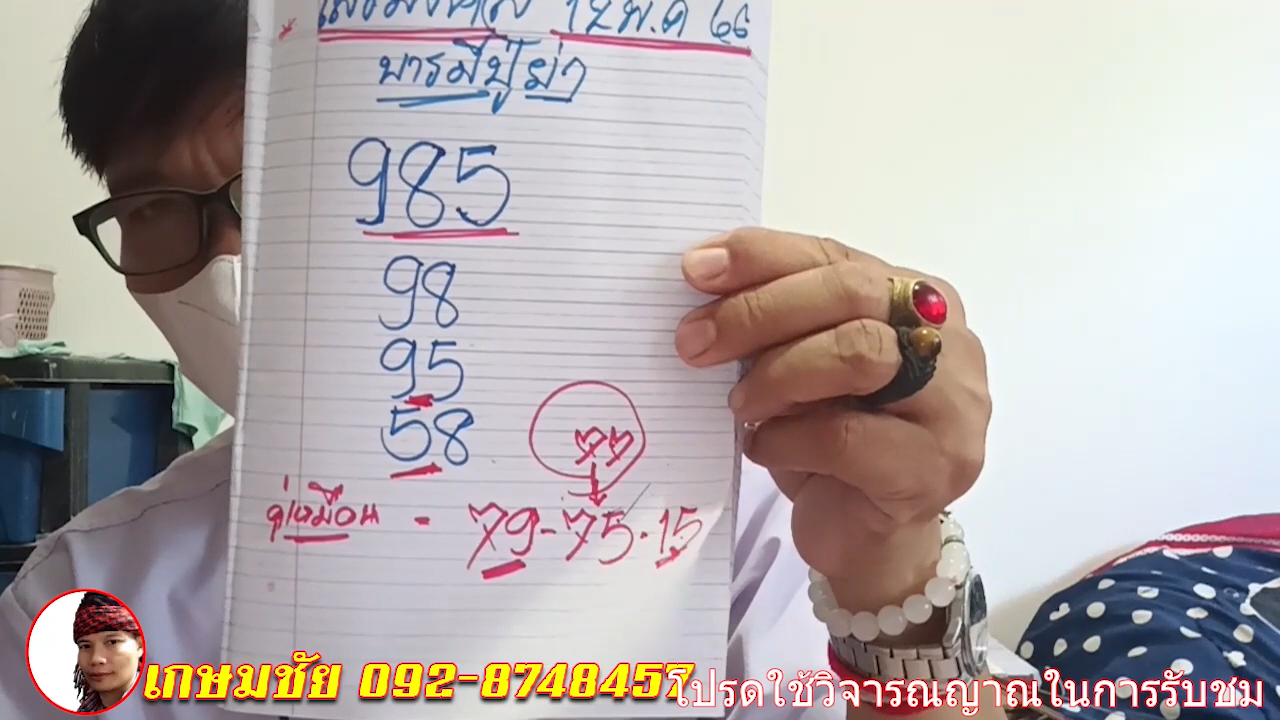 12 พ.ค 66
บารมีปู่ย่า
985
98
95
58
77
คู่เหมือน - 79-75-15
เกษมชัย 092-8748457
โปรดใช้วิจารณญาณในการรับชม